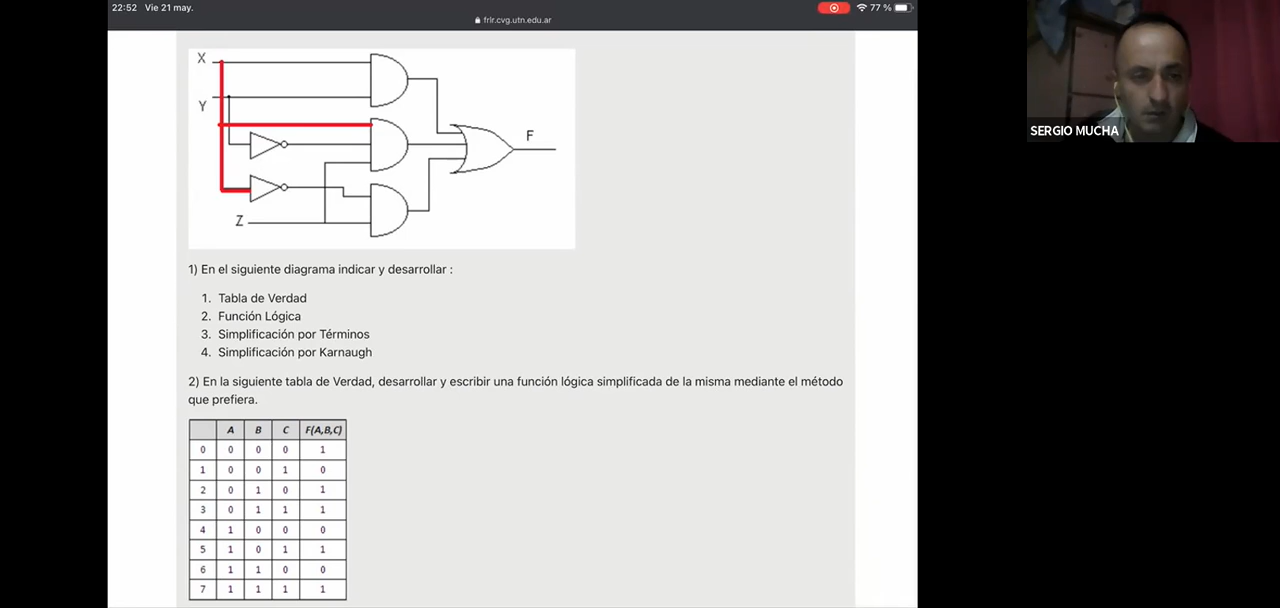 22:52 Vie 21 may.
77 %
frlr.cvg.utn.edu.ar
X
Y
F
Z
SERGIO MUCHA
1) En el siguiente diagrama indicar y desarrollar :
1. Tabla de Verdad
2. Función Lógica
3. Simplificación por Términos
4. Simplificación por Karnaugh
2) En la siguiente tabla de Verdad, desarrollar y escribir una función lógica simplificada de la misma mediante el método
que prefiera.
A B C F(A,B,C)
0 0 0 0 1
1 0 0 1 0
2 0 1 0 1
3 0 1 1 1
4 1 0 0 0
5 1 0 1 1
6 1 1 0 0
7 1 1 1 1